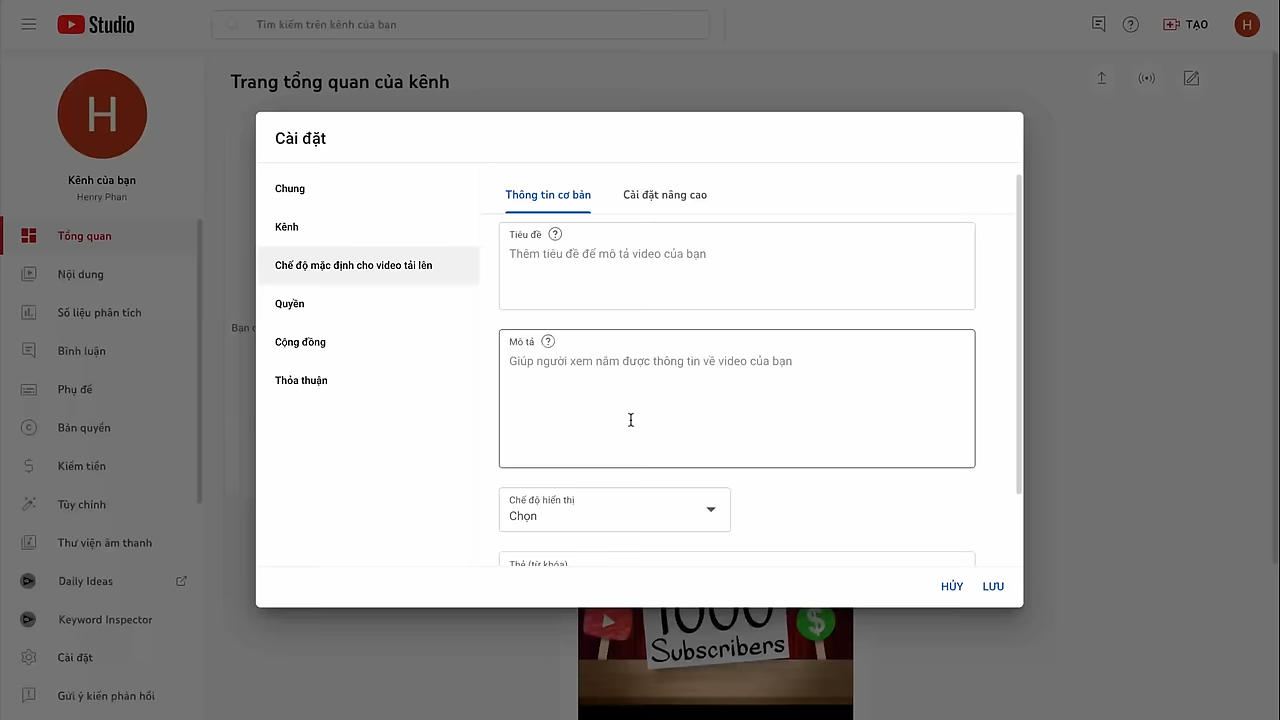 Studio
Tìm kiếm trên kênh của bạn
TẠO
H
H
Kênh của bạn
Henry Phan
Tổng quan
Nội dung
Số liệu phân tích
Bình luận
Phụ đề
Bản quyền
Kiếm tiền
Tùy chỉnh
Thư viện âm thanh
Daily Ideas
Keyword Inspector
Cài đặt
Gửi ý kiến phản hồi
Trang tổng quan của kênh
Bạn
Cài đặt
Chung
Kênh
Chế độ mặc định cho video tải lên
Quyền
Cộng đồng
Thỏa thuận
Thông tin cơ bản
Cài đặt nâng cao
Tiêu đề
Thêm tiêu đề để mô tả video của bạn
Mô tả
Giúp người xem nắm được thông tin về video của bạn
Chế độ hiển thị
Chọn
Thẻ (từ khóa)
HỦY
LƯU
1000
Subscribers
$